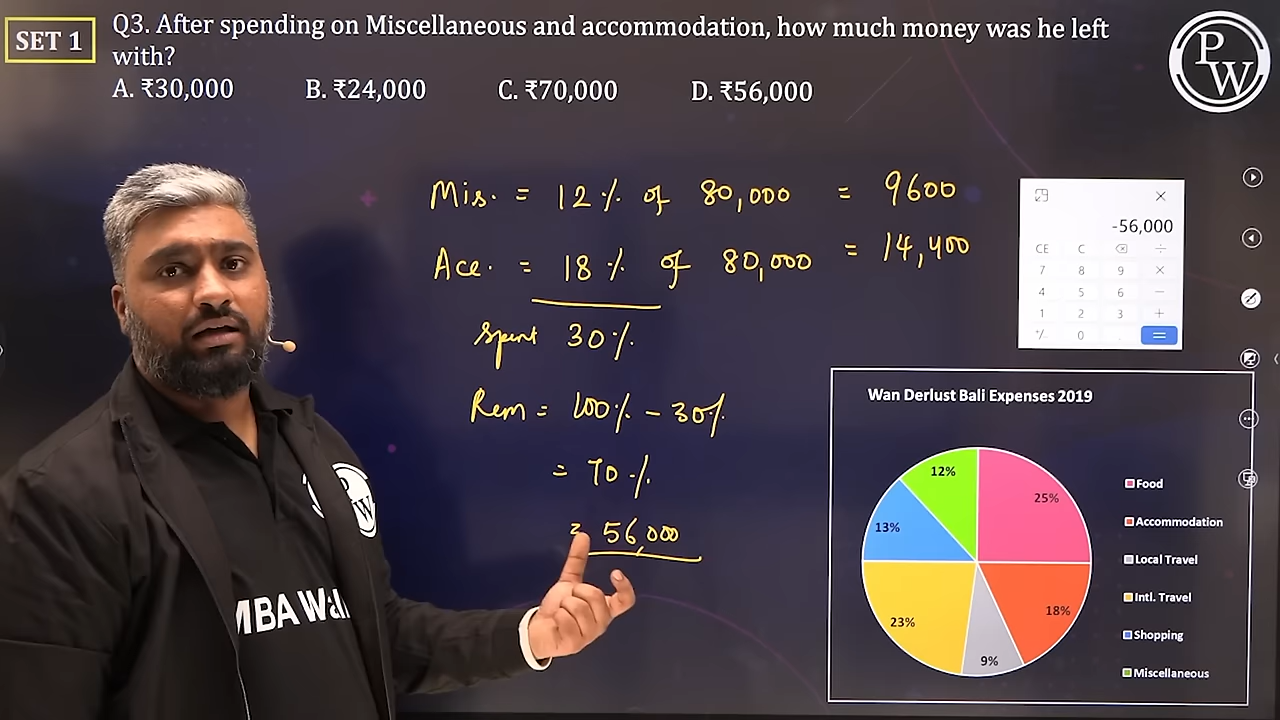 SET 1
Q3. After spending on Miscellaneous and accommodation, how much money was he left
with?
A. ₹30,000 B. ₹24,000 C. ₹70,000 D. ₹56,000
PW
Mis. = 12 % of 80,000 = 9600
Acc. = 18 % of 80,000 = 14,400
Spent 30%
Rem = 100% - 30%
= 70 %
= 56,000
-56,000
CE C ÷
7 8 9 ×
4 5 6 −
1 2 3 +
+/- 0 . =
Wan Derlust Bali Expenses 2019
12%
25%
13%
18%
23%
9%
Food
Accommodation
Local Travel
Intl. Travel
Shopping
Miscellaneous
PW
MBA Wal